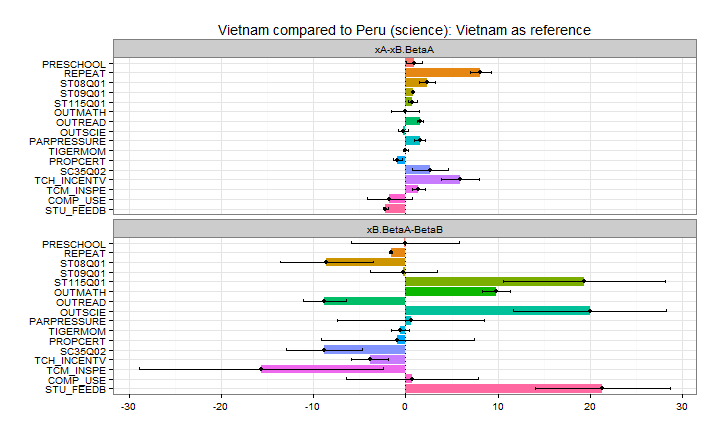 Vietnam compared to Peru (science): Vietnam as reference
xA-xB.BetaA
PRESCHOOL
REPEAT
ST08Q01
ST09Q01
ST115Q01
OUTMATH
OUTREAD
OUTSCIE
PARPRESSURE
TIGERMOM
PROPCERT
SC35Q02
TCH_INCENTV
TCM_INSPE
COMP_USE
STU_FEEDB
xB.BetaA-BetaB
PRESCHOOL
REPEAT
ST08Q01
ST09Q01
ST115Q01
OUTMATH
OUTREAD
OUTSCIE
PARPRESSURE
TIGERMOM
PROPCERT
SC35Q02
TCH_INCENTV
TCM_INSPE
COMP_USE
STU_FEEDB
-30 -20 -10 0 10 20 30